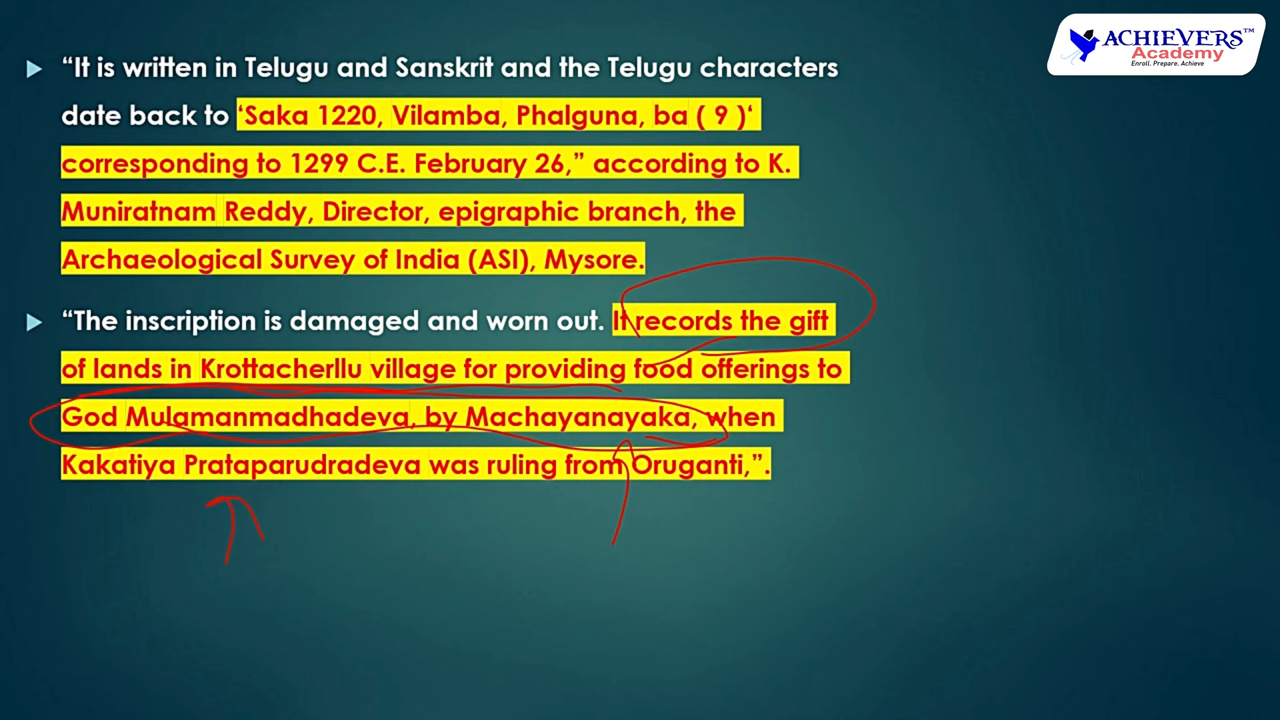 ACHIEVERS™
Academy
Enroll. Prepare. Achieve
“It is written in Telugu and Sanskrit and the Telugu characters
date back to ‘Saka 1220, Vilamba, Phalguna, ba ( 9 )‘
corresponding to 1299 C.E. February 26,” according to K.
Muniratnam Reddy, Director, epigraphic branch, the
Archaeological Survey of India (ASI), Mysore.
“The inscription is damaged and worn out. It records the gift
of lands in Krottacherllu village for providing food offerings to
God Mulamanmadhadeva, by Machayanayaka, when
Kakatiya Prataparudradeva was ruling from Oruganti,”.